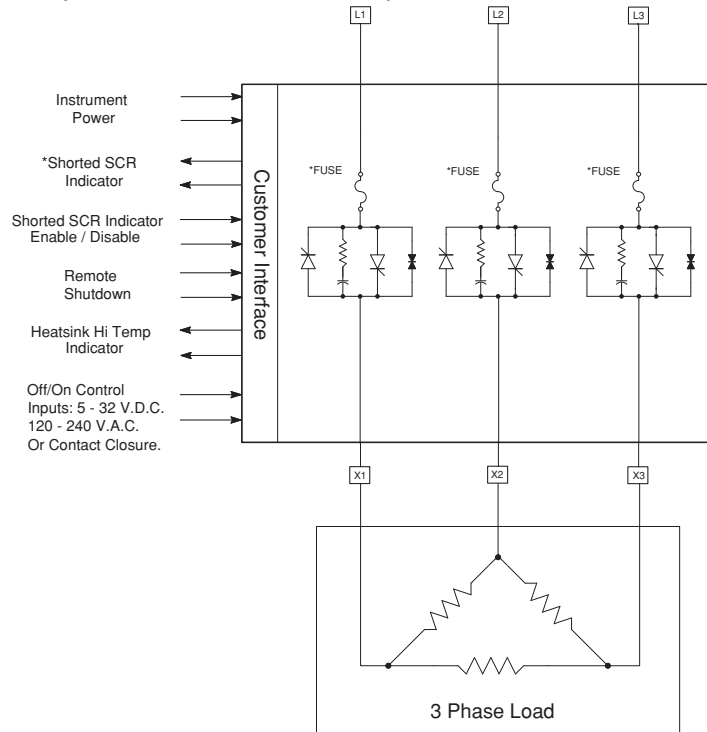 L1
L2
L3
Instrument
Power
*Shorted SCR
Indicator
Shorted SCR Indicator
Enable / Disable
Remote
Shutdown
Heatsink Hi Temp
Indicator
Off/On Control
Inputs: 5 - 32 V.D.C.
120 - 240 V.A.C.
Or Contact Closure.
Customer Interface
*FUSE
*FUSE
*FUSE
X1
X2
X3
3 Phase Load